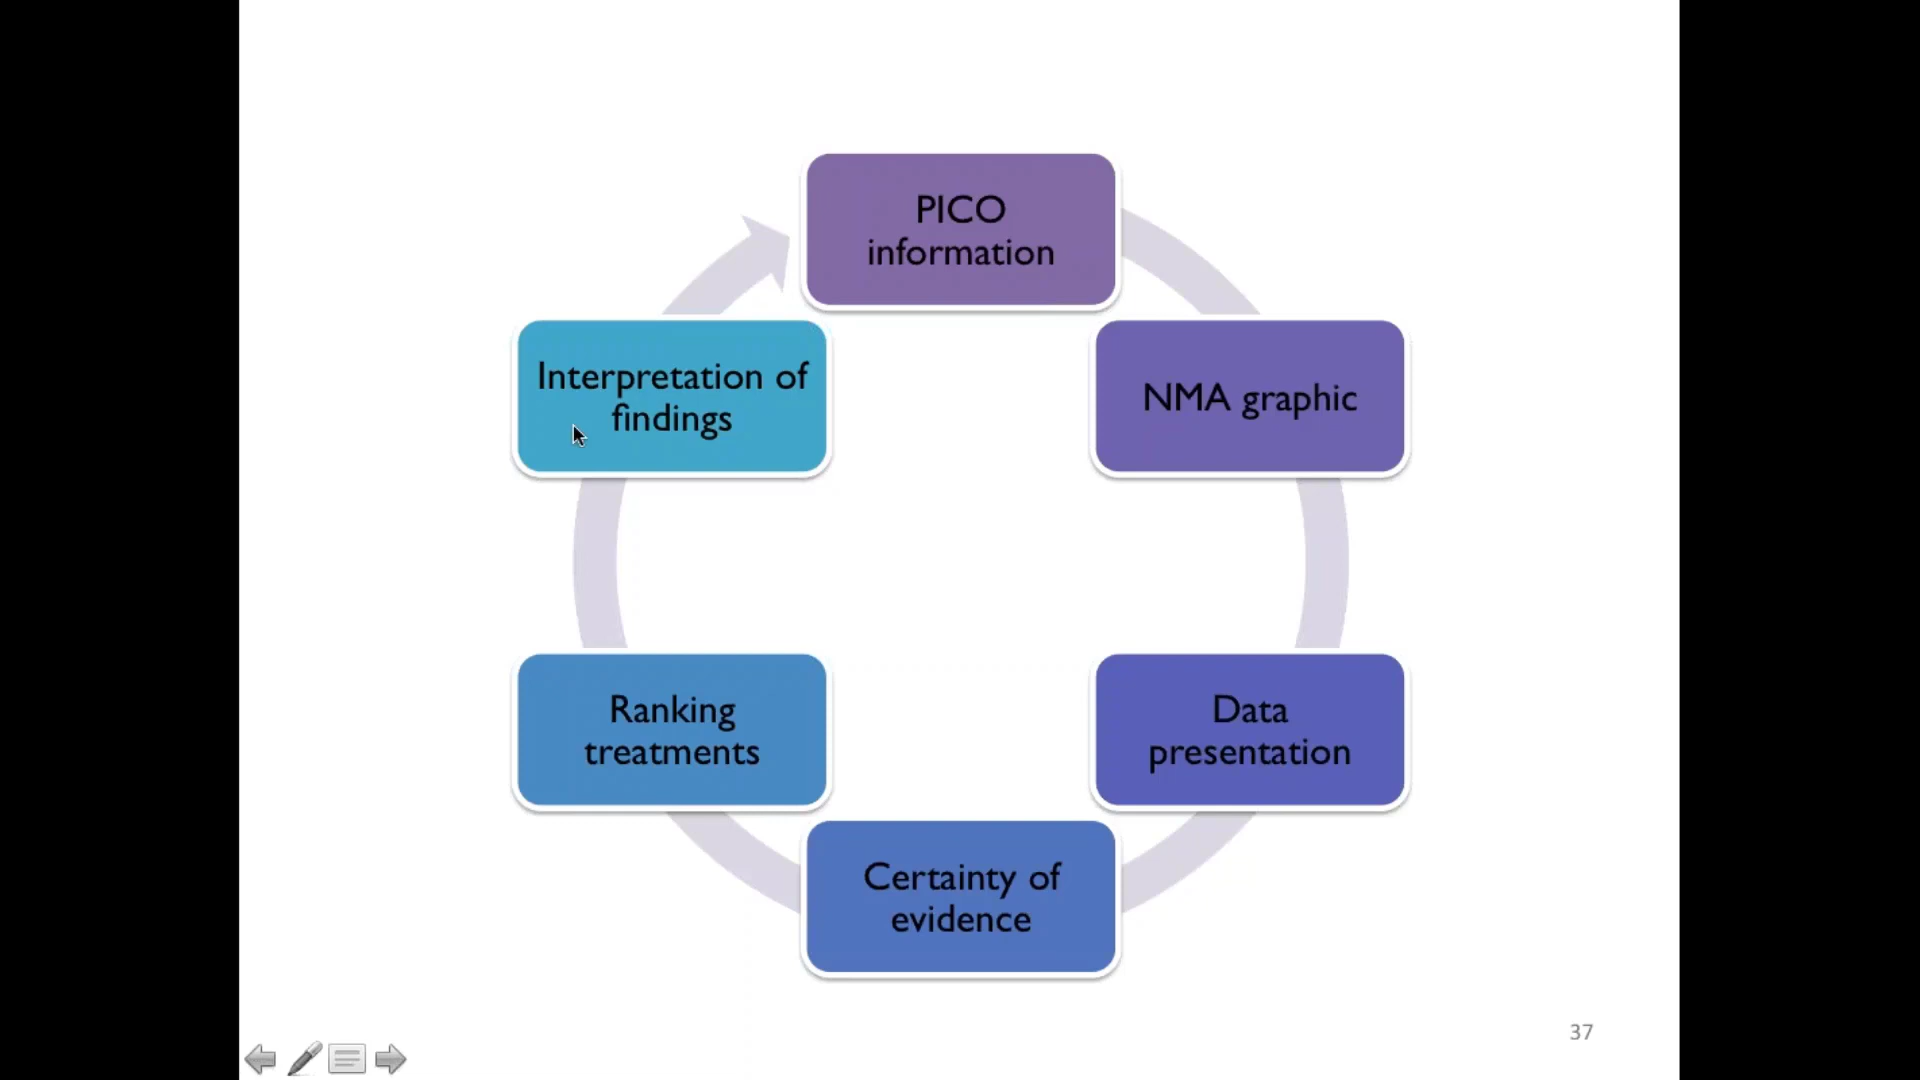 PICO
information
NMA graphic
Data
presentation
Certainty of
evidence
Ranking
treatments
Interpretation of
findings
37